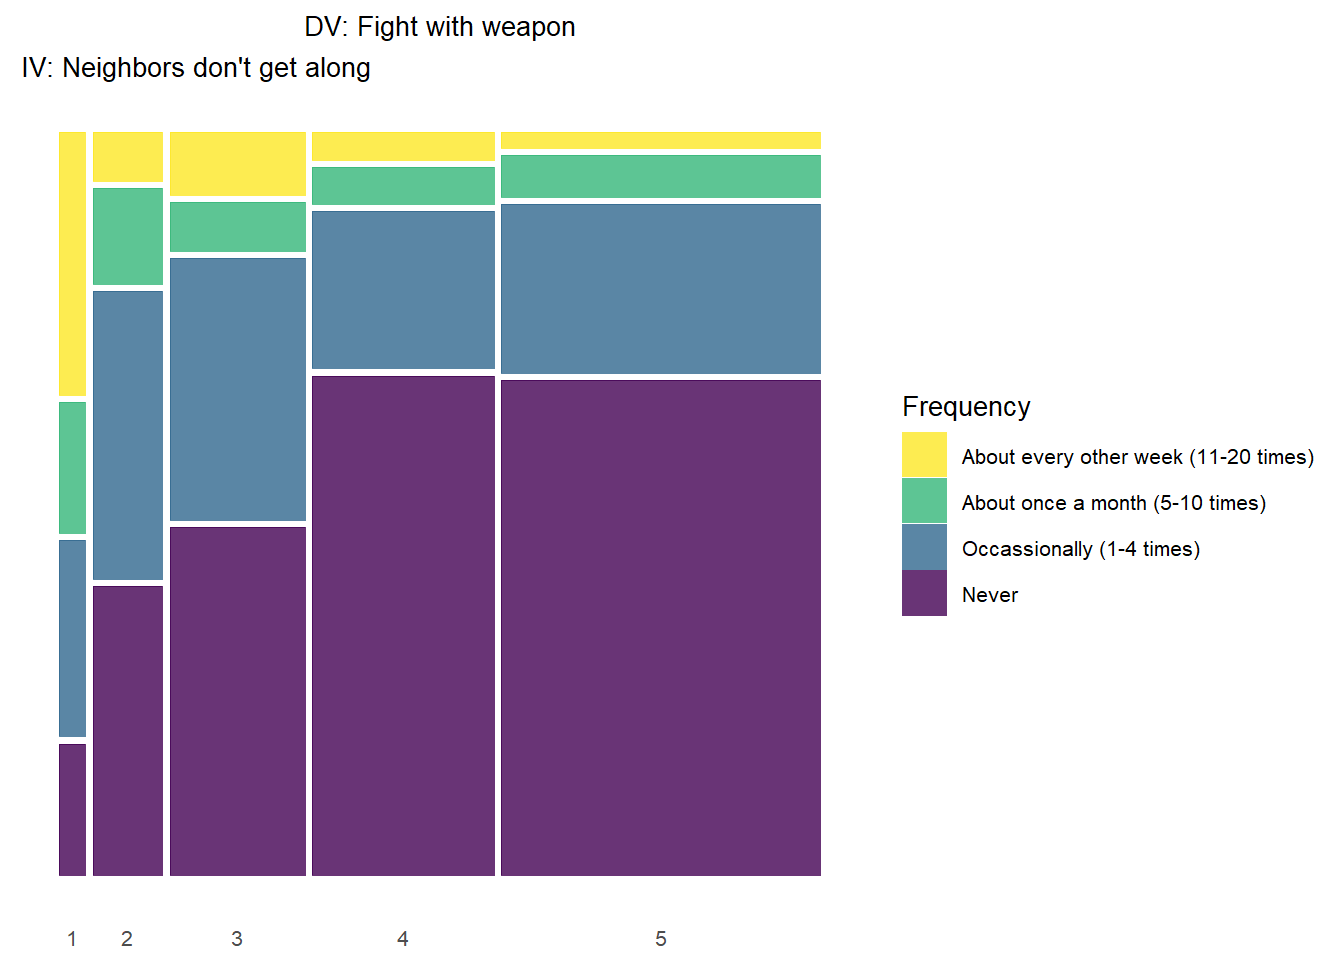 DV: Fight with weapon
IV: Neighbors don't get along
Frequency
About every other week (11-20 times)
About once a month (5-10 times)
Occassionally (1-4 times)
Never
1 2 3 4 5